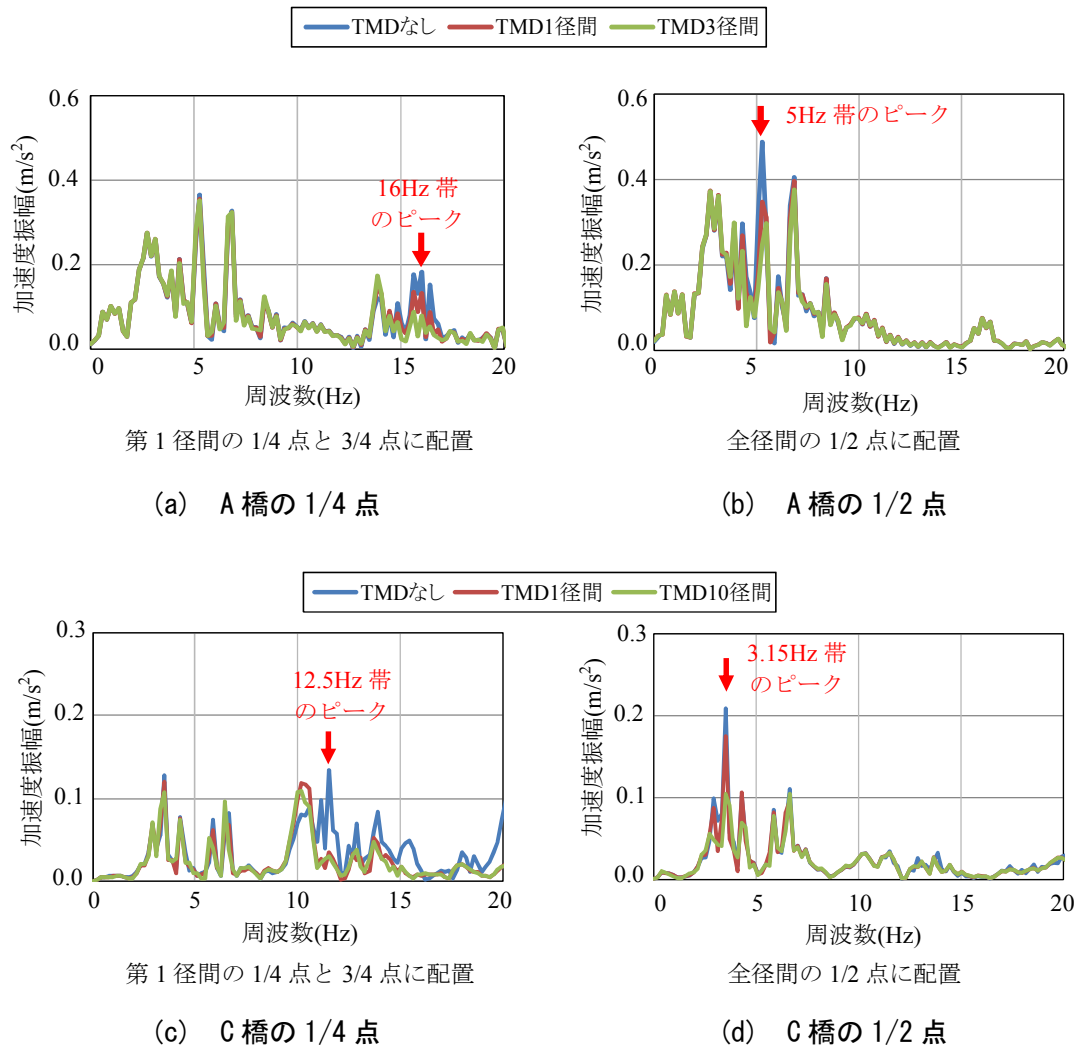 TMDなし TMD1径間 TMD3径間
0.6
0.4
0.2
0.0
加速度振幅(m/s²)
16Hz 帯
のピーク
0 5 10 15 20
周波数(Hz)
第 1 径間の 1/4 点と 3/4 点に配置
(a) A 橋の 1/4 点
0.6
0.4
0.2
0.0
加速度振幅(m/s²)
5Hz 帯のピーク
0 5 10 15 20
周波数(Hz)
全径間の 1/2 点に配置
(b) A 橋の 1/2 点
TMDなし TMD1径間 TMD10径間
0.3
0.2
0.1
0.0
加速度振幅(m/s²)
12.5Hz 帯
のピーク
0 5 10 15 20
周波数(Hz)
第 1 径間の 1/4 点と 3/4 点に配置
(c) C 橋の 1/4 点
0.3
0.2
0.1
0.0
加速度振幅(m/s²)
3.15Hz 帯
のピーク
0 5 10 15 20
周波数(Hz)
全径間の 1/2 点に配置
(d) C 橋の 1/2 点